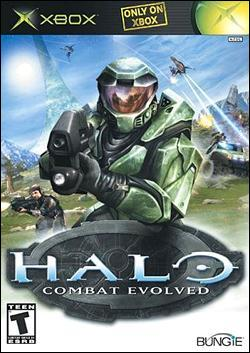 XBOX
ONLY ON
XBOX
HALO
COMBAT EVOLVED
TEEN
T
ESRB
BUNGIE